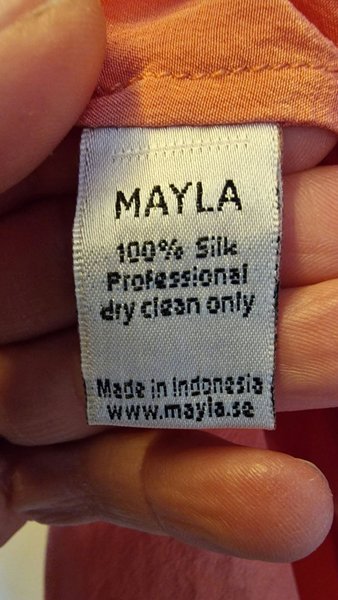 MAYLA
100% Silk
Professional
dry clean only
Made in Indonesia
www.mayla.se